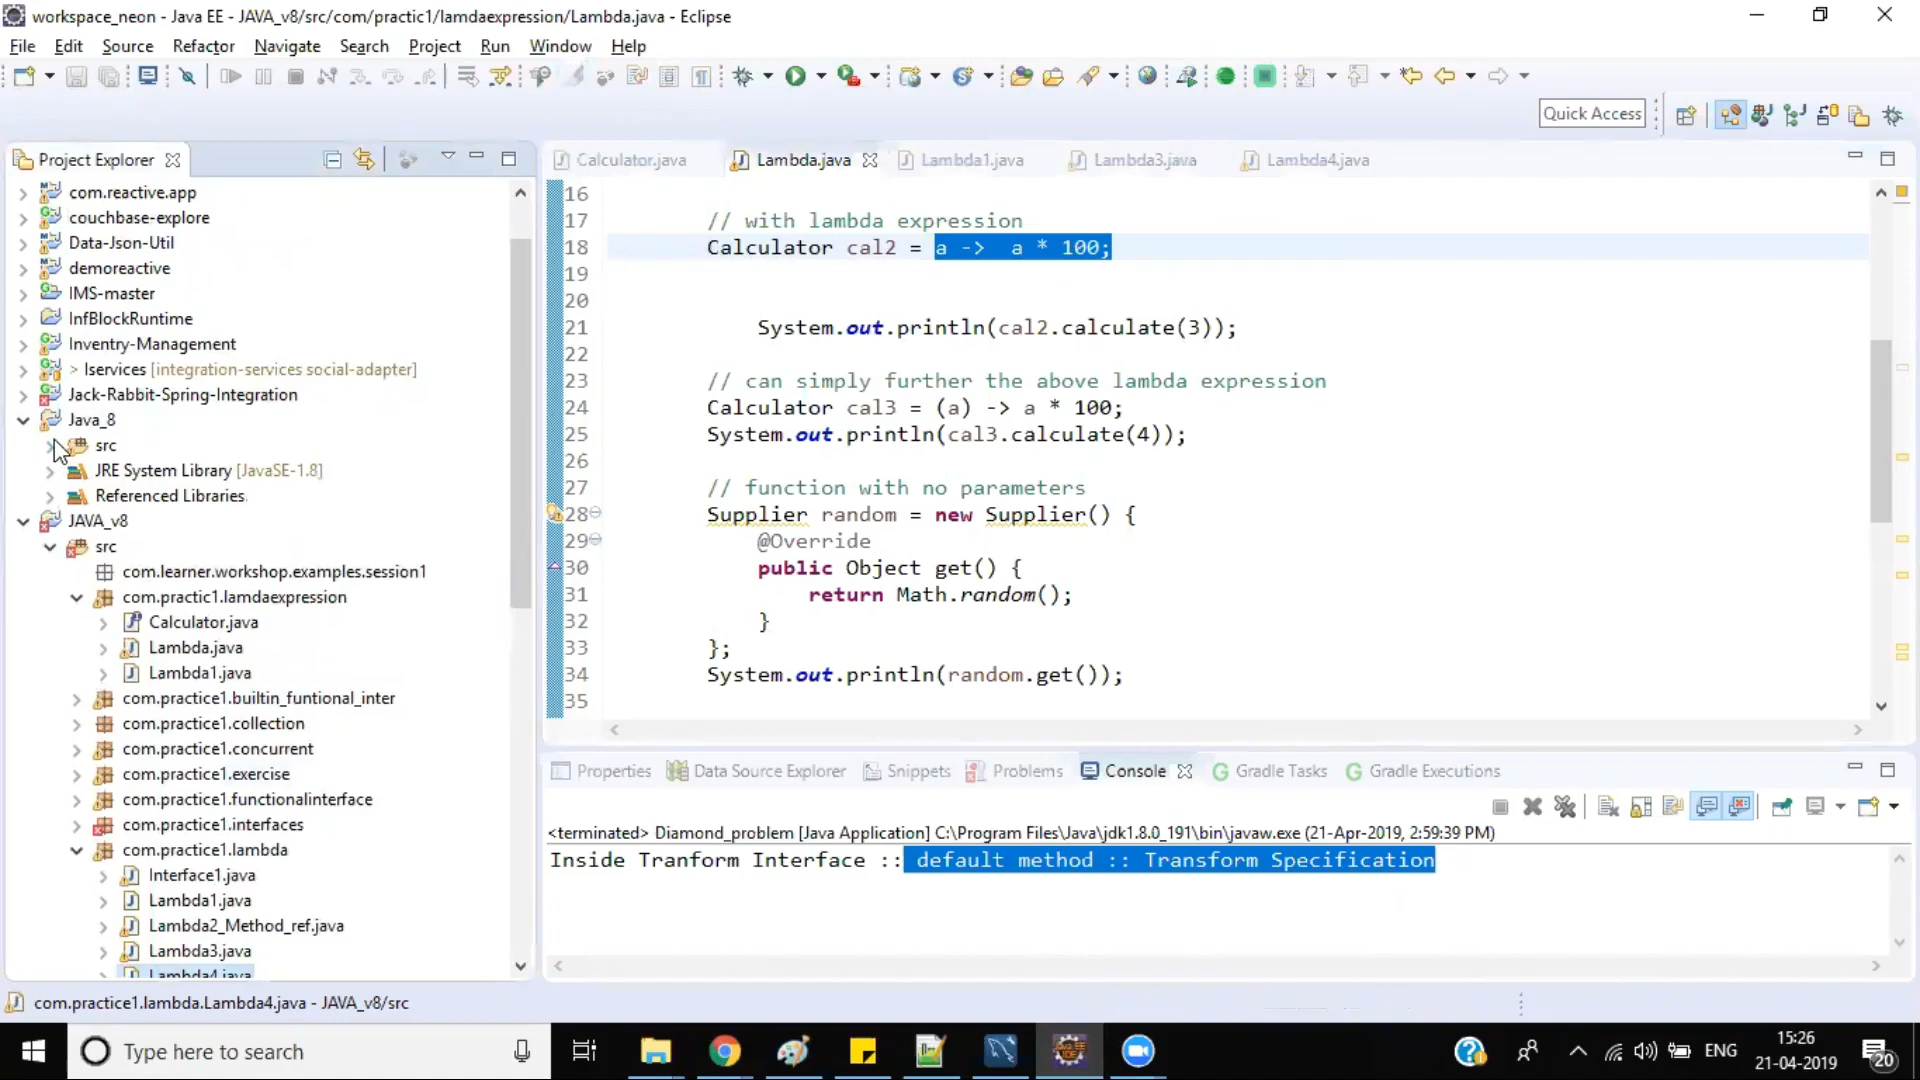 workspace_neon - Java EE - JAVA_v8/src/com/practic1/lamdaexpression/Lambda.java - Eclipse
File Edit Source Refactor Navigate Search Project Run Window Help
Quick Access
Project Explorer
com.reactive.app
couchbase-explore
Data-Json-Util
demoreactive
IMS-master
InfBlockRuntime
Inventry-Management
> Iservices [integration-services social-adapter]
Jack-Rabbit-Spring-Integration
Java_8
src
JRE System Library [JavaSE-1.8]
Referenced Libraries
JAVA_v8
src
com.learner.workshop.examples.session1
com.practic1.lamdaexpression
Calculator.java
Lambda.java
Lambda1.java
com.practice1.builtin_funtional_inter
com.practice1.collection
com.practice1.concurrent
com.practice1.exercise
com.practice1.functionalinterface
com.practice1.interfaces
com.practice1.lambda
Interface1.java
Lambda1.java
Lambda2_Method_ref.java
Lambda3.java
Lambda4.java
Calculator.java Lambda.java Lambda1.java Lambda3.java Lambda4.java
16
17 // with lambda expression
18 Calculator cal2 = a -> a * 100;
19
20
21 System.out.println(cal2.calculate(3));
22
23 // can simply further the above lambda expression
24 Calculator cal3 = (a) -> a * 100;
25 System.out.println(cal3.calculate(4));
26
27 // function with no parameters
28 Supplier random = new Supplier() {
29 @Override
30 public Object get() {
31 return Math.random();
32 }
33 };
34 System.out.println(random.get());
35
Properties Data Source Explorer Snippets Problems Console Gradle Tasks Gradle Executions
<terminated> Diamond_problem [Java Application] C:\Program Files\Java\jdk1.8.0_191\bin\javaw.exe (21-Apr-2019, 2:59:39 PM)
Inside Tranform Interface :: default method :: Transform Specification
com.practice1.lambda.Lambda4.java - JAVA_v8/src
Type here to search
ENG
15:26
21-04-2019
20